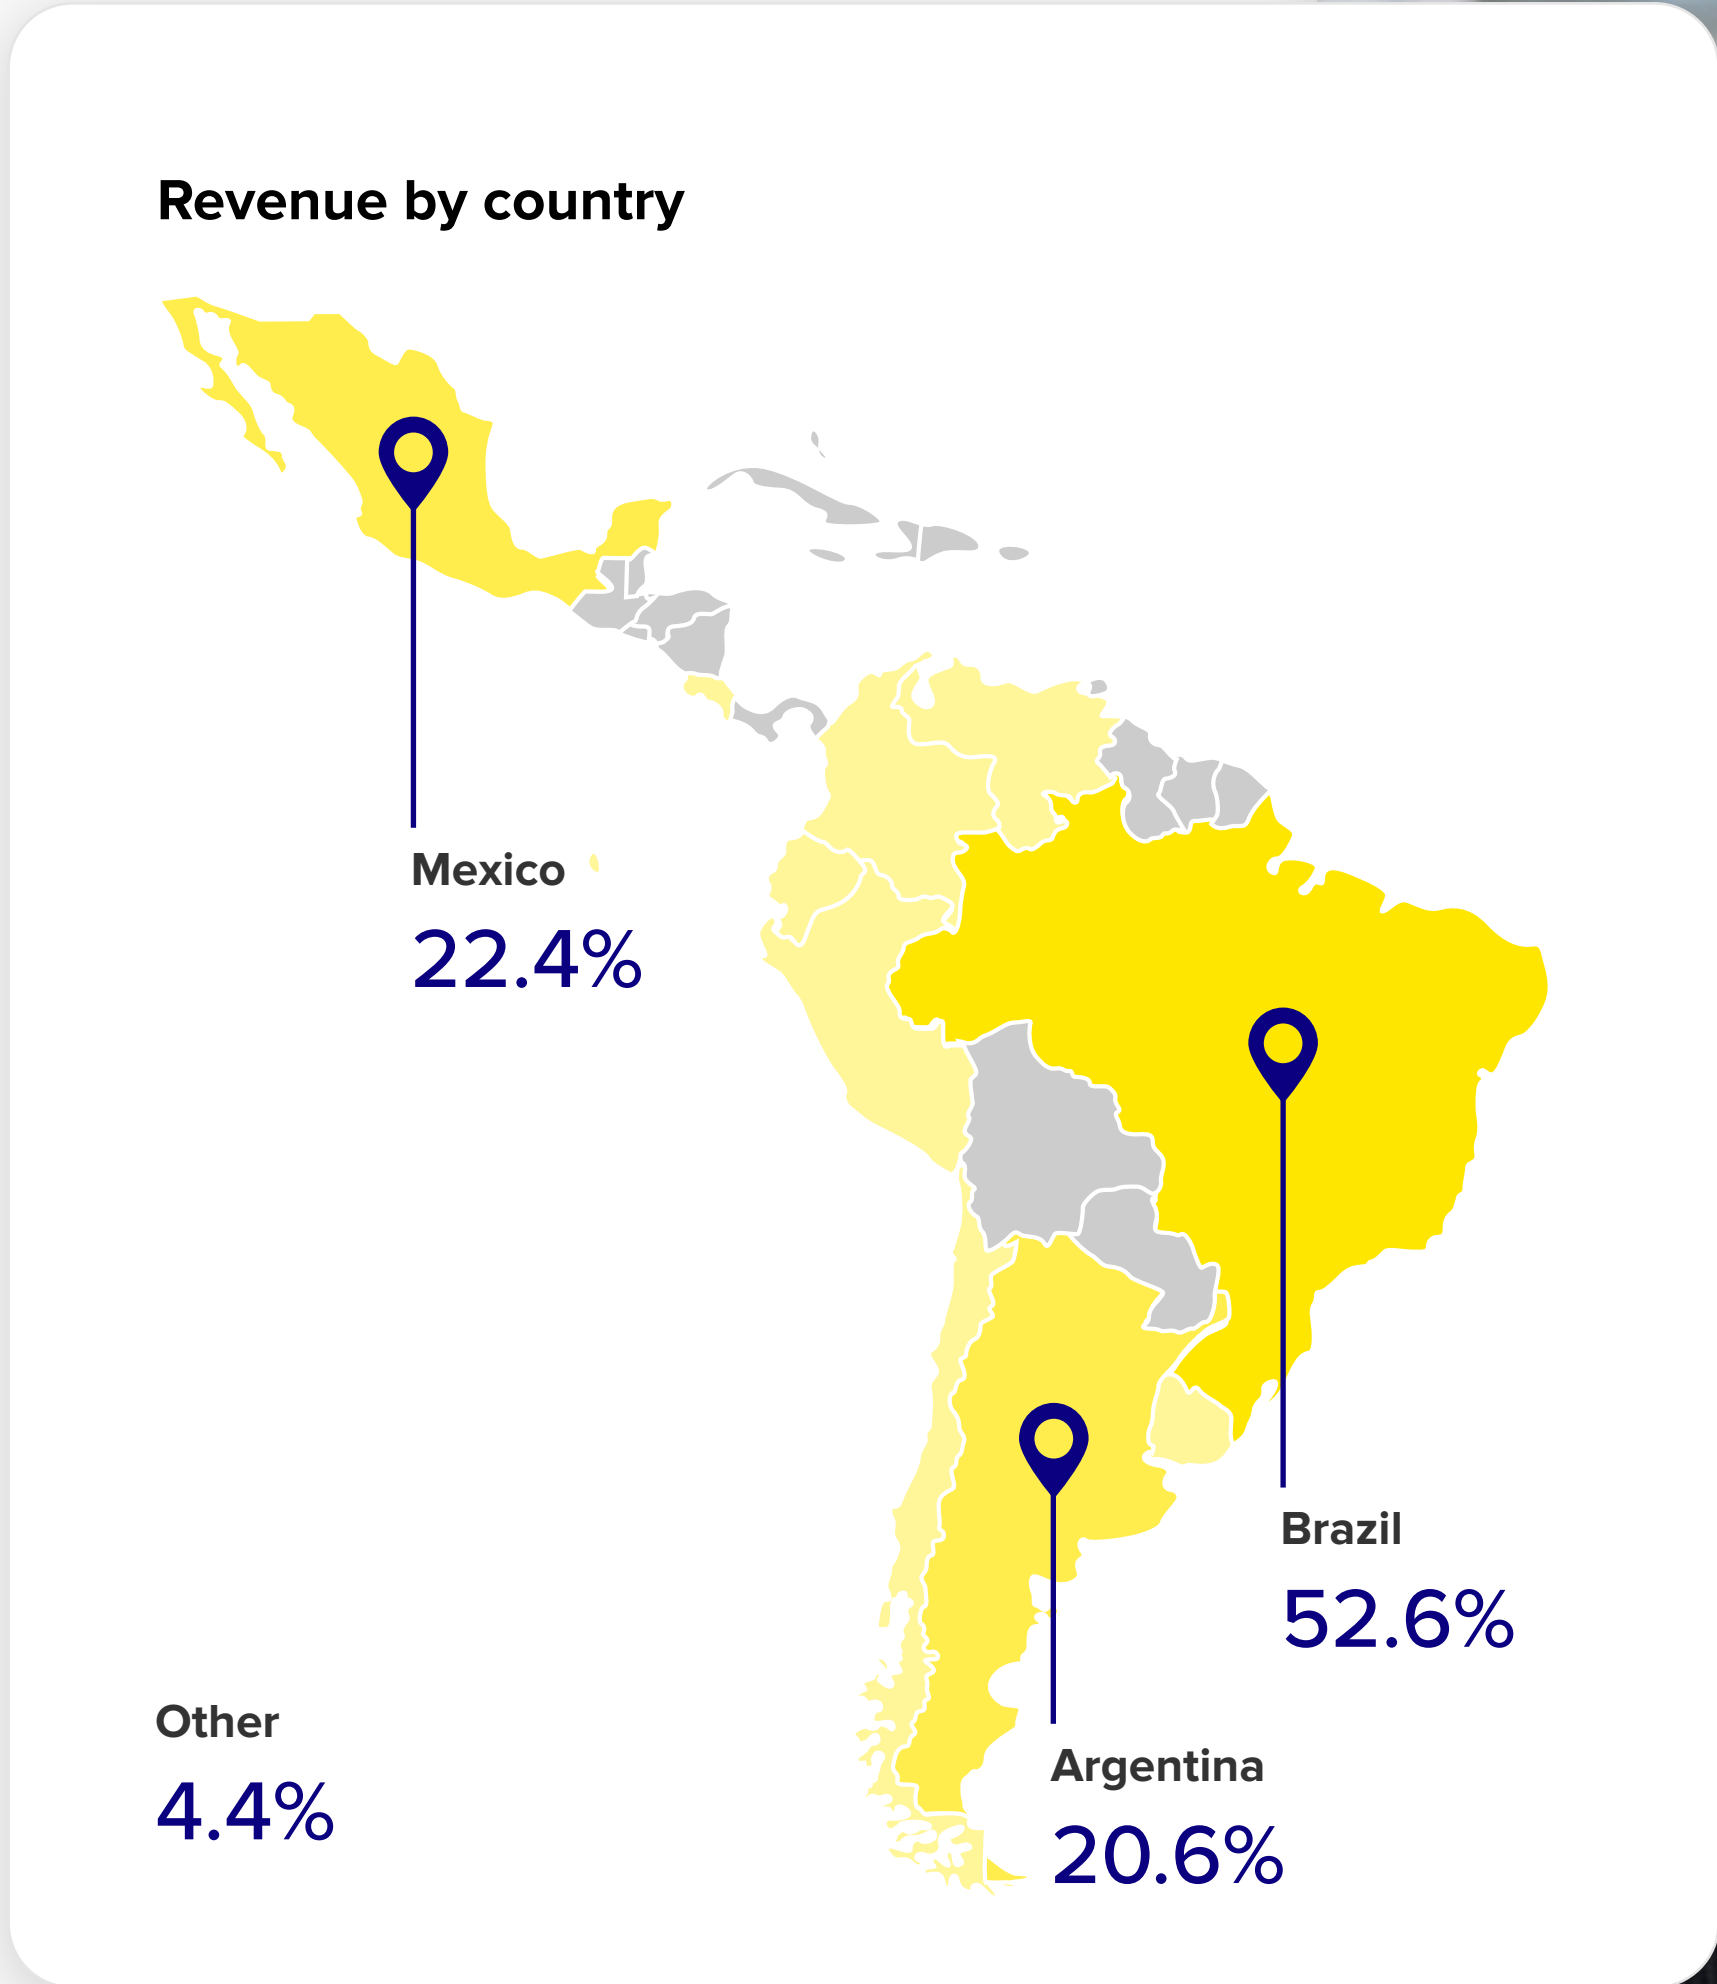 Revenue by country
Mexico
22.4%
Brazil
52.6%
Other
4.4%
Argentina
20.6%